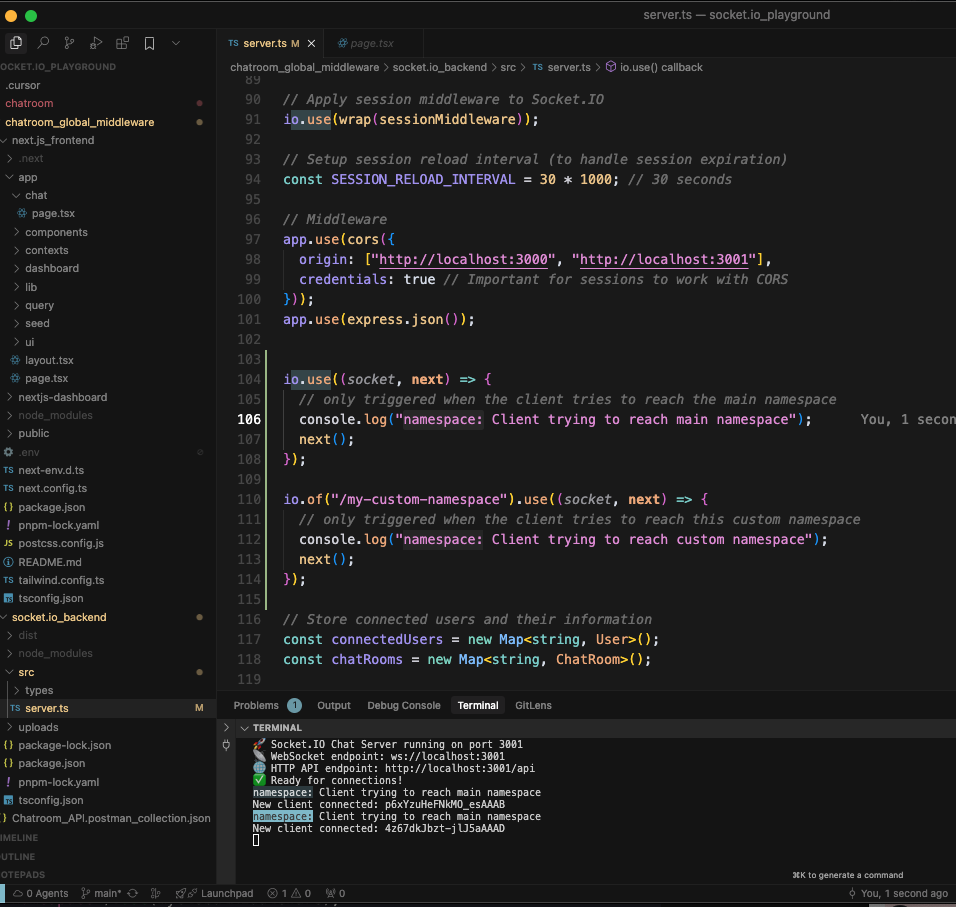 server.ts — socket.io_playground
TS server.ts M
page.tsx
OCKET.IO_PLAYGROUND
chatroom_global_middleware > socket.io_backend > src > TS server.ts > io.use() callback
.cursor
chatroom
chatroom_global_middleware
next.js_frontend
.next
app
chat
page.tsx
components
contexts
dashboard
lib
query
seed
ui
layout.tsx
page.tsx
nextjs-dashboard
node_modules
public
.env
TS next-env.d.ts
TS next.config.ts
{} package.json
! pnpm-lock.yaml
JS postcss.config.js
README.md
TS tailwind.config.ts
tsconfig.json
socket.io_backend
dist
node_modules
src
types
TS server.ts M
uploads
{} package-lock.json
{} package.json
! pnpm-lock.yaml
tsconfig.json
Chatroom_API.postman_collection.json
IMELINE
UTLINE
OTEPADS
89
90 // Apply session middleware to Socket.IO
91 io.use(wrap(sessionMiddleware));
92
93 // Setup session reload interval (to handle session expiration)
94 const SESSION_RELOAD_INTERVAL = 30 * 1000; // 30 seconds
95
96 // Middleware
97 app.use(cors({
98 origin: ["http://localhost:3000", "http://localhost:3001"],
99 credentials: true // Important for sessions to work with CORS
100 }));
101 app.use(express.json());
102
103
104 io.use((socket, next) => {
105 // only triggered when the client tries to reach the main namespace
106 console.log("namespace: Client trying to reach main namespace"); You, 1 secon
107 next();
108 });
109
110 io.of("/my-custom-namespace").use((socket, next) => {
111 // only triggered when the client tries to reach this custom namespace
112 console.log("namespace: Client trying to reach custom namespace");
113 next();
114 });
115
116 // Store connected users and their information
117 const connectedUsers = new Map<string, User>();
118 const chatRooms = new Map<string, ChatRoom>();
119
Problems 1 Output Debug Console Terminal GitLens
TERMINAL
🚀 Socket.IO Chat Server running on port 3001
📡 WebSocket endpoint: ws://localhost:3001
🌐 HTTP API endpoint: http://localhost:3001/api
✅ Ready for connections!
namespace: Client trying to reach main namespace
New client connected: p6xYzuHeFNkMO_esAAAB
namespace: Client trying to reach main namespace
New client connected: 4z67dkJbzt-jlJ5aAAAD
⌘K to generate a command
0 Agents main* Launchpad 1 0 0 You, 1 second ago